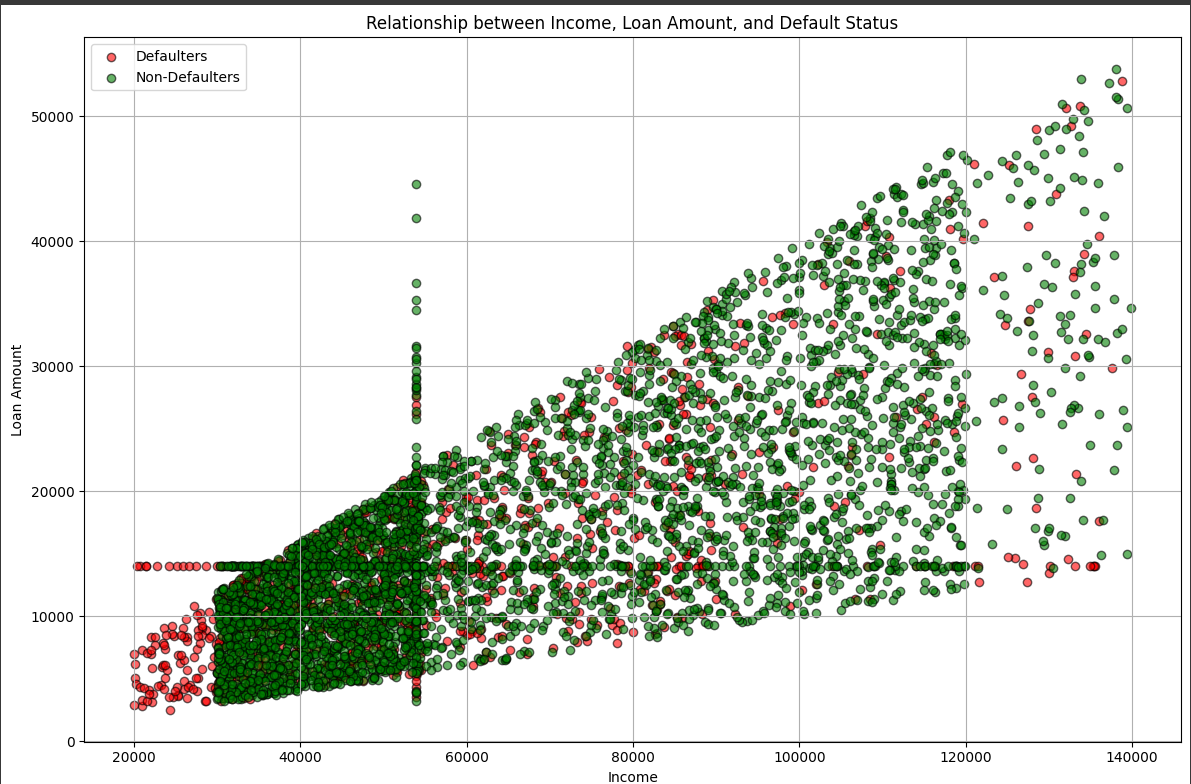 Relationship between Income, Loan Amount, and Default Status
Defaulters
Non-Defaulters
Loan Amount
50000
40000
30000
20000
10000
0
20000 40000 60000 80000 100000 120000 140000
Income